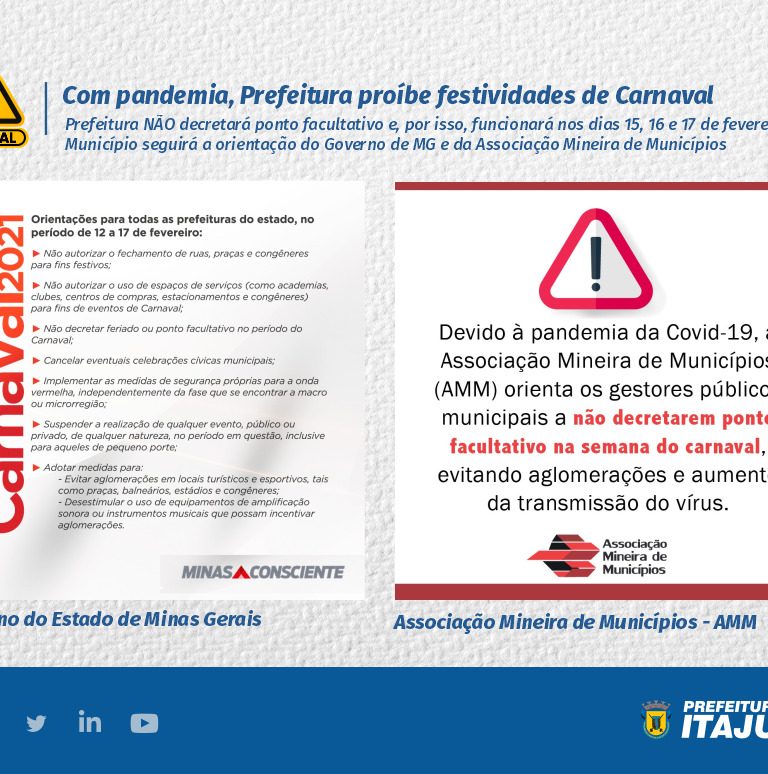 Com pandemia, Prefeitura proíbe festividades de Carnaval
Prefeitura NÃO decretará ponto facultativo e, por isso, funcionará nos dias 15, 16 e 17 de fevere
Município seguirá a orientação do Governo de MG e da Associação Mineira de Municípios
AL
Carnaval2021
Orientações para todas as prefeituras do estado, no
período de 12 a 17 de fevereiro:
► Não autorizar o fechamento de ruas, praças e congêneres
para fins festivos;
► Não autorizar o uso de espaços de serviços (como academias,
clubes, centros de compras, estacionamentos e congêneres)
para fins de eventos de Carnaval;
► Não decretar feriado ou ponto facultativo no período do
Carnaval;
► Cancelar eventuais celebrações cívicas municipais;
► Implementar as medidas de segurança próprias para a onda
vermelha, independentemente da fase que se encontrar a macro
ou microrregião;
► Suspender a realização de qualquer evento, público ou
privado, de qualquer natureza, no período em questão, inclusive
para aqueles de pequeno porte;
► Adotar medidas para:
- Evitar aglomerações em locais turísticos e esportivos, tais
como praças, balneários, estádios e congêneres;
- Desestimular o uso de equipamentos de amplificação
sonora ou instrumentos musicais que possam incentivar
aglomerações.
MINAS CONSCIENTE
no do Estado de Minas Gerais
Devido à pandemia da Covid-19, a
Associação Mineira de Municípios
(AMM) orienta os gestores público
municipais a não decretarem ponto
facultativo na semana do carnaval,
evitando aglomerações e aumento
da transmissão do vírus.
Associação
Mineira de
Municípios
Associação Mineira de Municípios - AMM
in
PREFEITUR
ITAJU